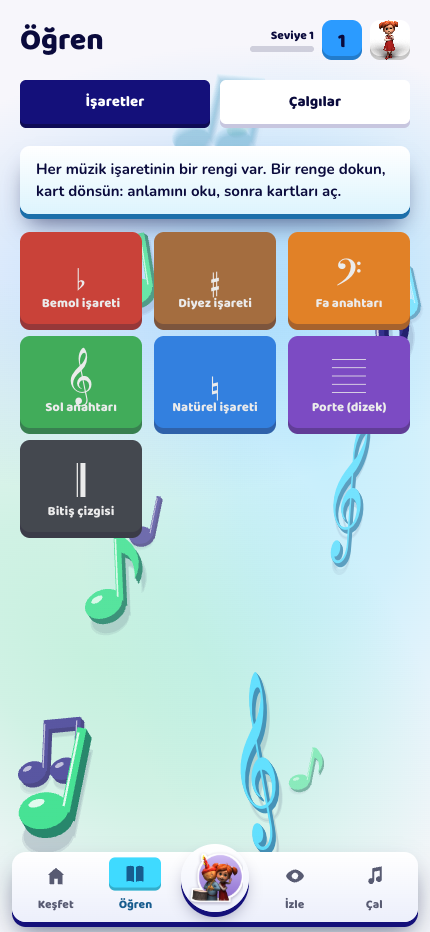 Öğren
Seviye 1
1
İşaretler
Çalgılar
Her müzik işaretinin bir rengi var. Bir renge dokun,
kart dönsün: anlamını oku, sonra kartları aç.
Bemol işareti
Diyez işareti
Fa anahtarı
Sol anahtarı
Natürel işareti
Porte (dizek)
Bitiş çizgisi
Keşfet
Öğren
İzle
Çal